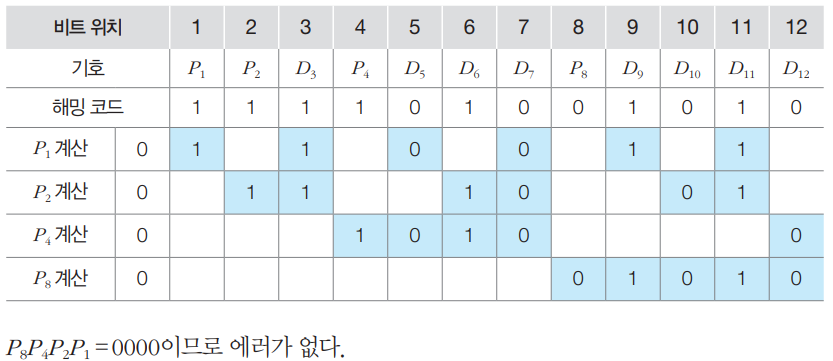 비트 위치 1 2 3 4 5 6 7 8 9 10 11 12
기호 P₁ P₂ D₃ P₄ D₅ D₆ D₇ P₈ D₉ D₁₀ D₁₁ D₁₂
해밍 코드 1 1 1 1 0 1 0 0 1 0 1 0
P₁ 계산 0 1 1 0 0 1 1
P₂ 계산 0 1 1 1 0 0 1
P₄ 계산 0 1 0 1 0 0
P₈ 계산 0 0 1 0 1 0
P₈P₄P₂P₁=0000이므로 에러가 없다.